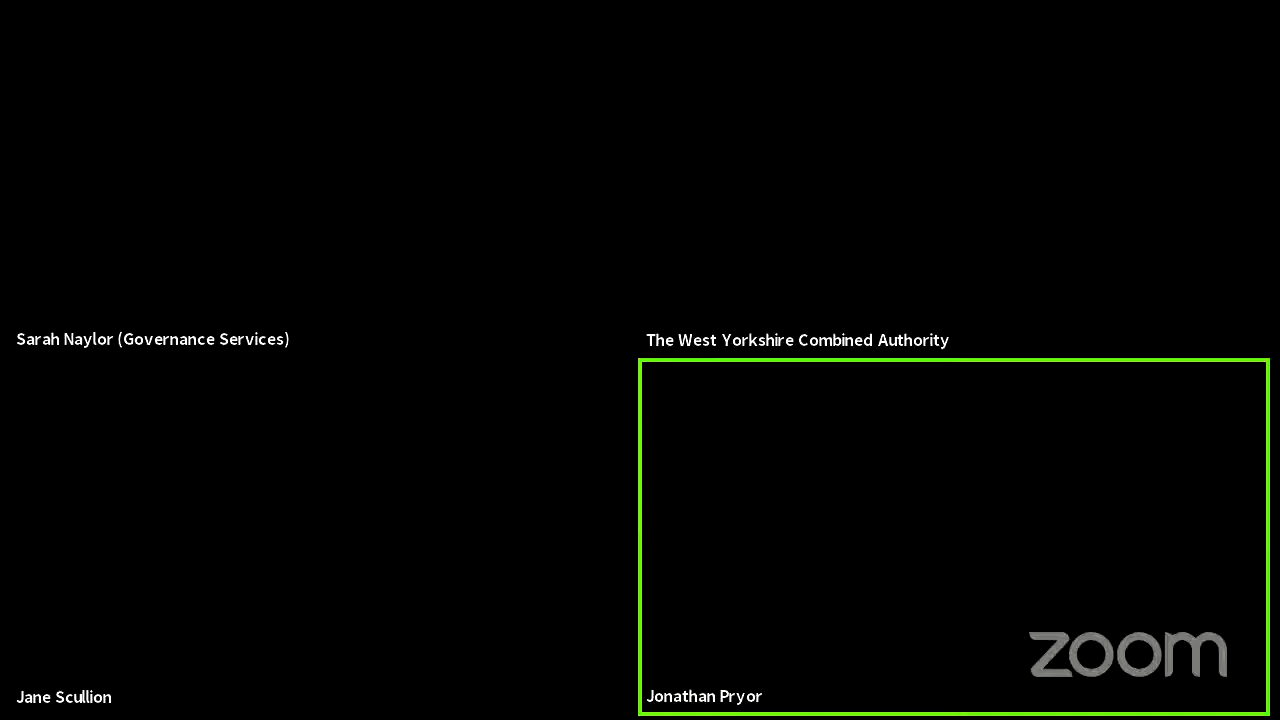 Sarah Naylor (Governance Services)
The West Yorkshire Combined Authority
Jane Scullion
Jonathan Pryor
zoom